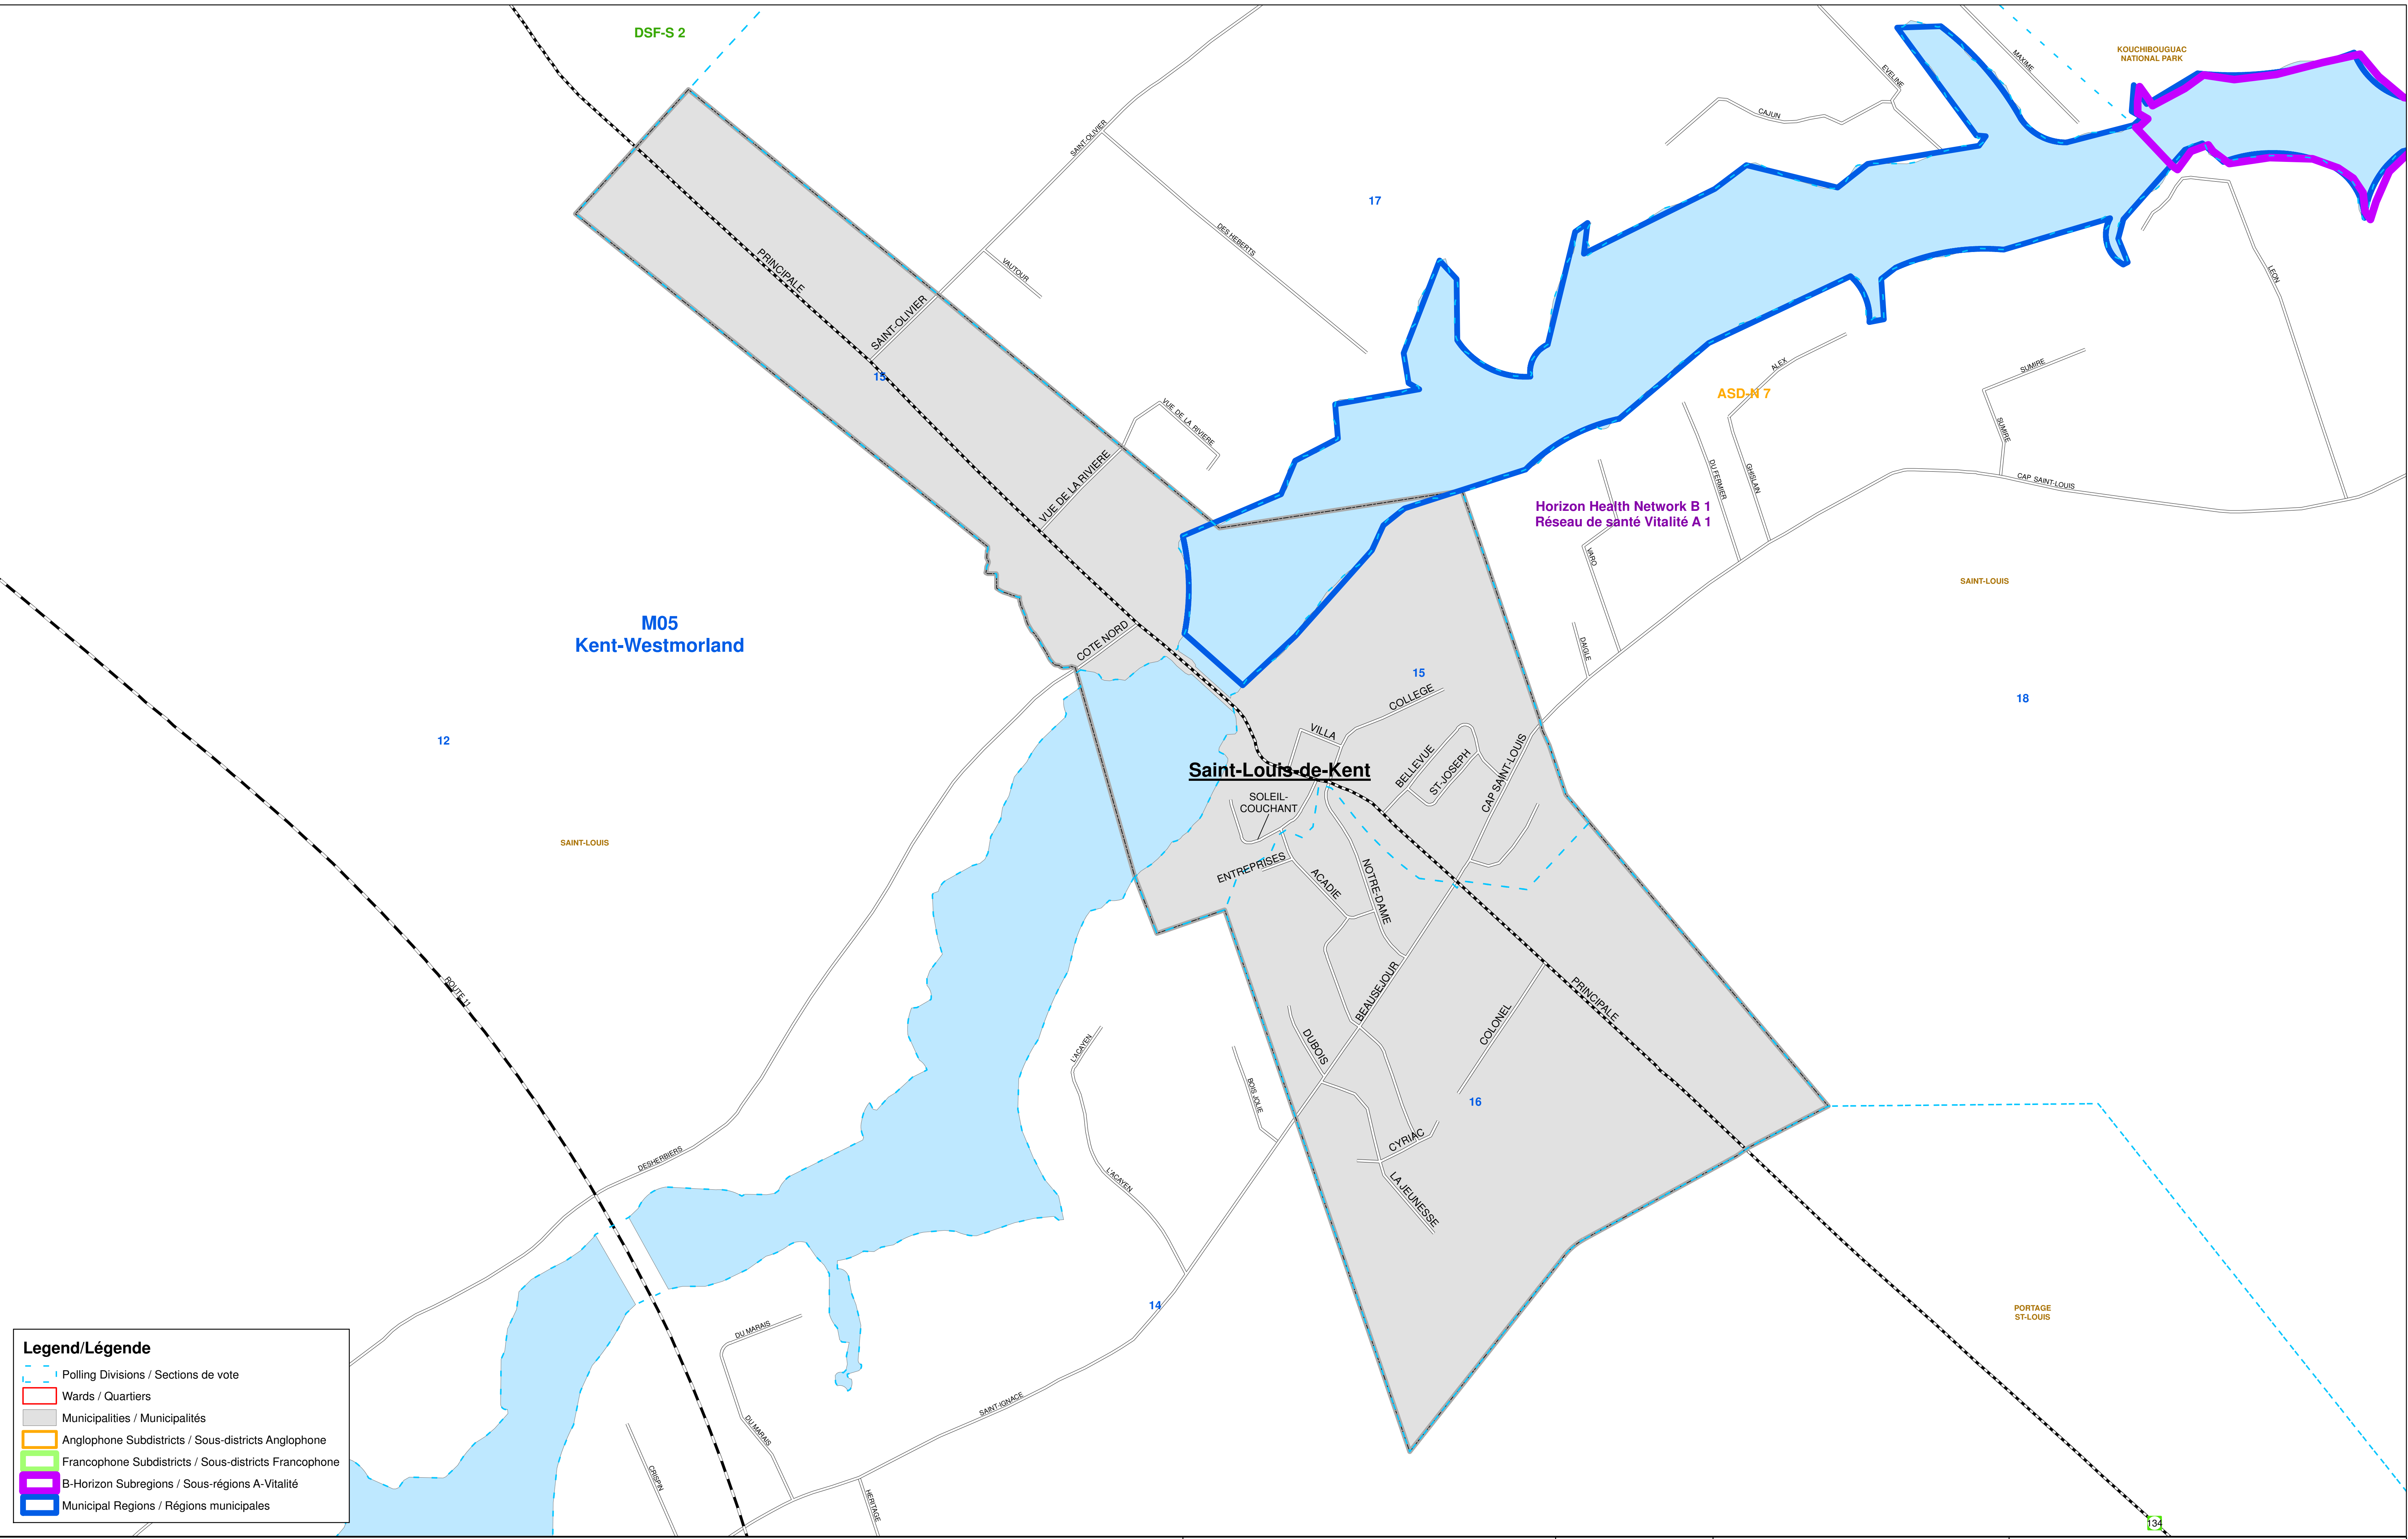 DSF-S 2
KOUCHIBOUGUAC
NATIONAL PARK
MAXIME
EVELINE
CAJUN
SAINT-OLIVIER
17
DES HEBERTS
VAUTOUR
PRINCIPALE
SAINT-OLIVIER
15
LEON
ALEX
SUMIRE
ASD-N 7
SUMIRE
VUE DE LA RIVIERE
VUE DE LA RIVIERE
DU FERMIER
GHISLAIN
CAP SAINT-LOUIS
Horizon Health Network B 1
Réseau de santé Vitalité A 1
VARO
SAINT-LOUIS
M05
Kent-Westmorland
COTE NORD
DAIGLE
15
COLLEGE
18
12
VILLA
BELLEVUE
ST-JOSEPH
CAP SAINT-LOUIS
Saint-Louis-de-Kent
SOLEIL-
COUCHANT
SAINT-LOUIS
ENTREPRISES
ACADIE
NOTRE-DAME
ROUTE 11
BEAUSEJOUR
COLONEL
PRINCIPALE
DUBOIS
L'ACAYEN
BOIS JOLIE
16
CYRIAC
DESHERBIERS
L'ACAYEN
LA JEUNESSE
14
PORTAGE
ST-LOUIS
DU MARAIS
SAINT-IGNACE
DU MARAIS
CRISPIN
HERITAGE
134
Legend/Légende
Polling Divisions / Sections de vote
Wards / Quartiers
Municipalities / Municipalités
Anglophone Subdistricts / Sous-districts Anglophone
Francophone Subdistricts / Sous-districts Francophone
B-Horizon Subregions / Sous-régions A-Vitalité
Municipal Regions / Régions municipales